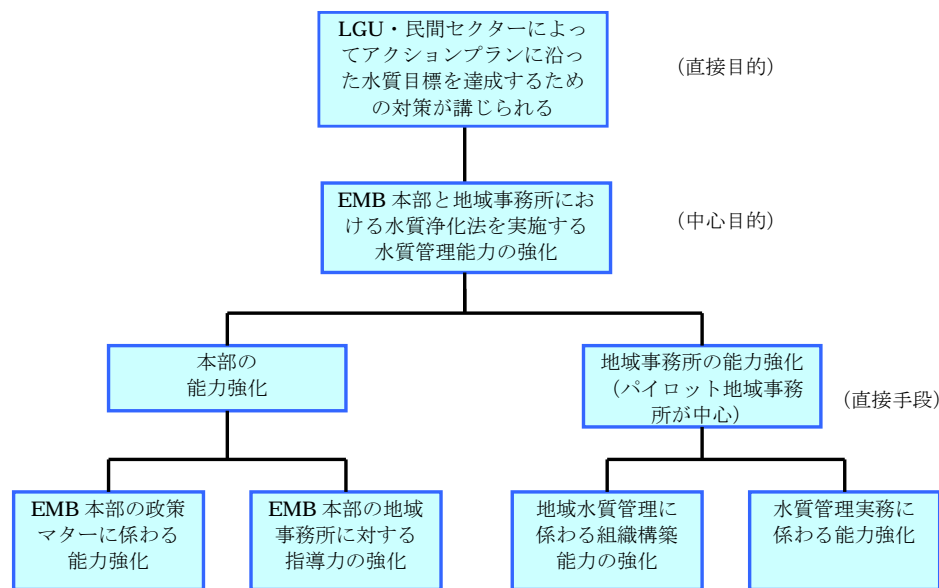 LGU・民間セクターによっ
てアクションプランに沿っ
た水質目標を達成するため
の対策が講じられる
（直接目的）
EMB 本部と地域事務所にお
ける水質浄化法を実施する
水質管理能力の強化
（中心目的）
本部の
能力強化
地域事務所の能力強化
（パイロット地域事務
所が中心）
（直接手段）
EMB 本部の政策
マターに係わる
能力強化
EMB 本部の地域
事務所に対する
指導力の強化
地域水質管理に
係わる組織構築
能力の強化
水質管理実務に
係わる能力強化